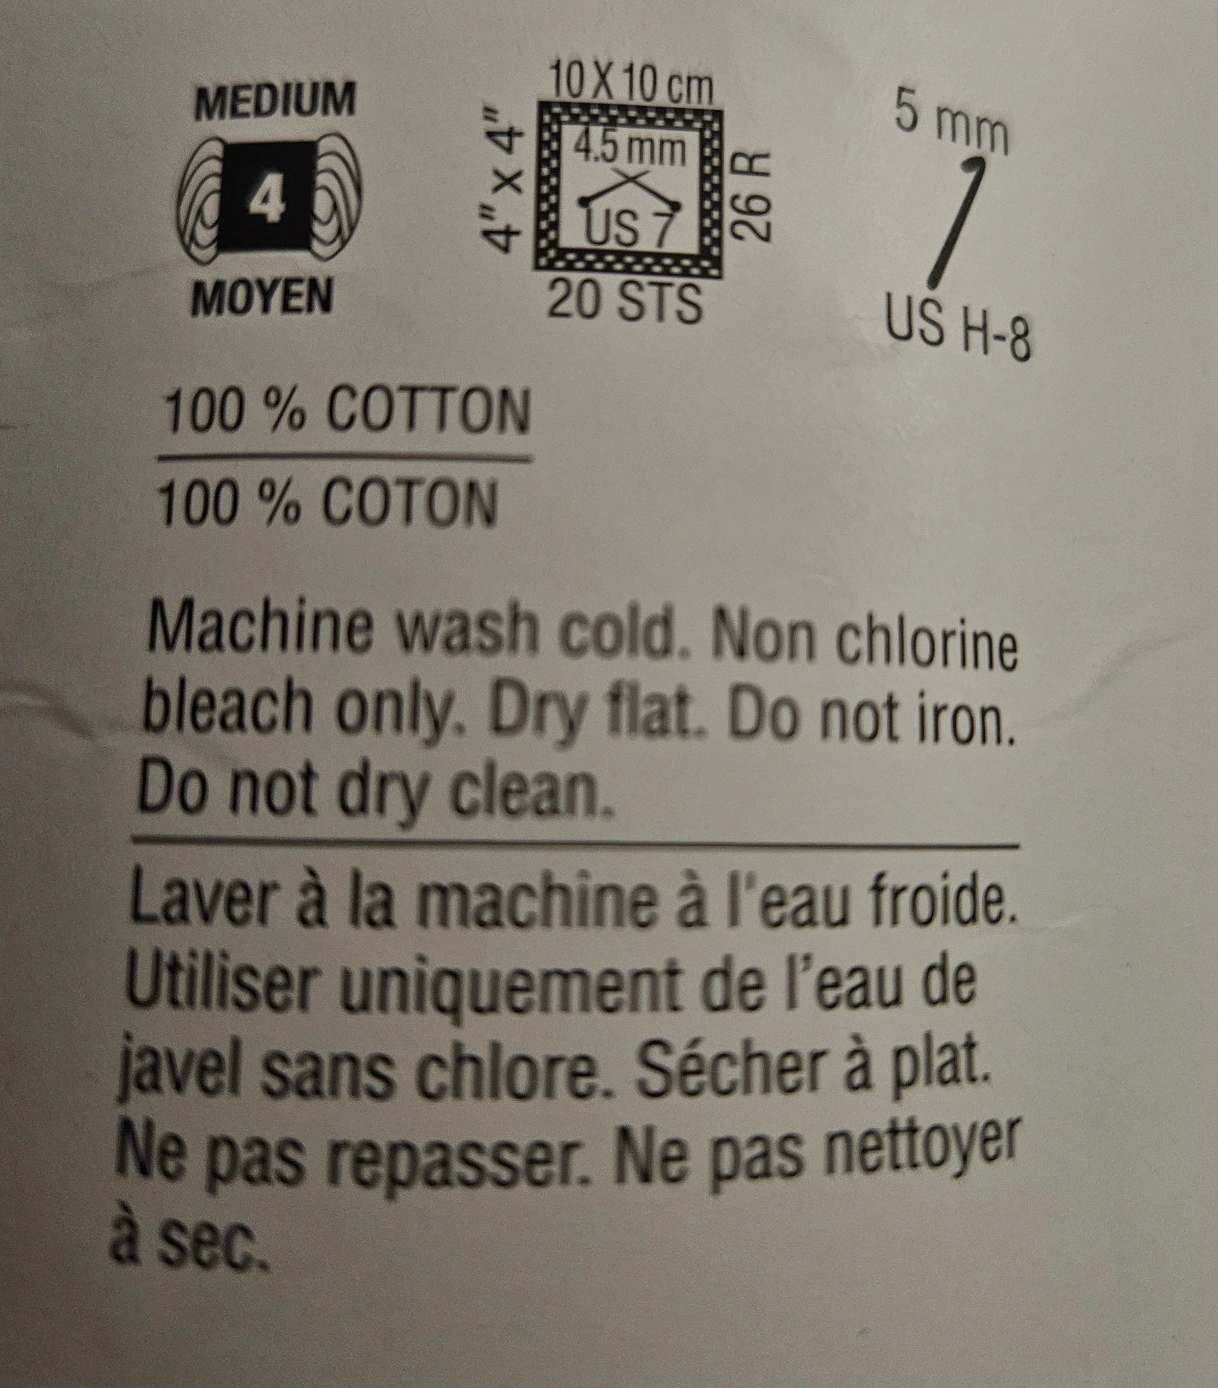 MEDIUM
4
MOYEN
10 X 10 cm
4" x 4"
4.5 mm
US 7
26 R
20 STS
5 mm
US H-8
100 % COTTON
100 % COTON
Machine wash cold. Non chlorine
bleach only. Dry flat. Do not iron.
Do not dry clean.
Laver à la machine à l'eau froide.
Utiliser uniquement de l'eau de
javel sans chlore. Sécher à plat.
Ne pas repasser. Ne pas nettoyer
à sec.